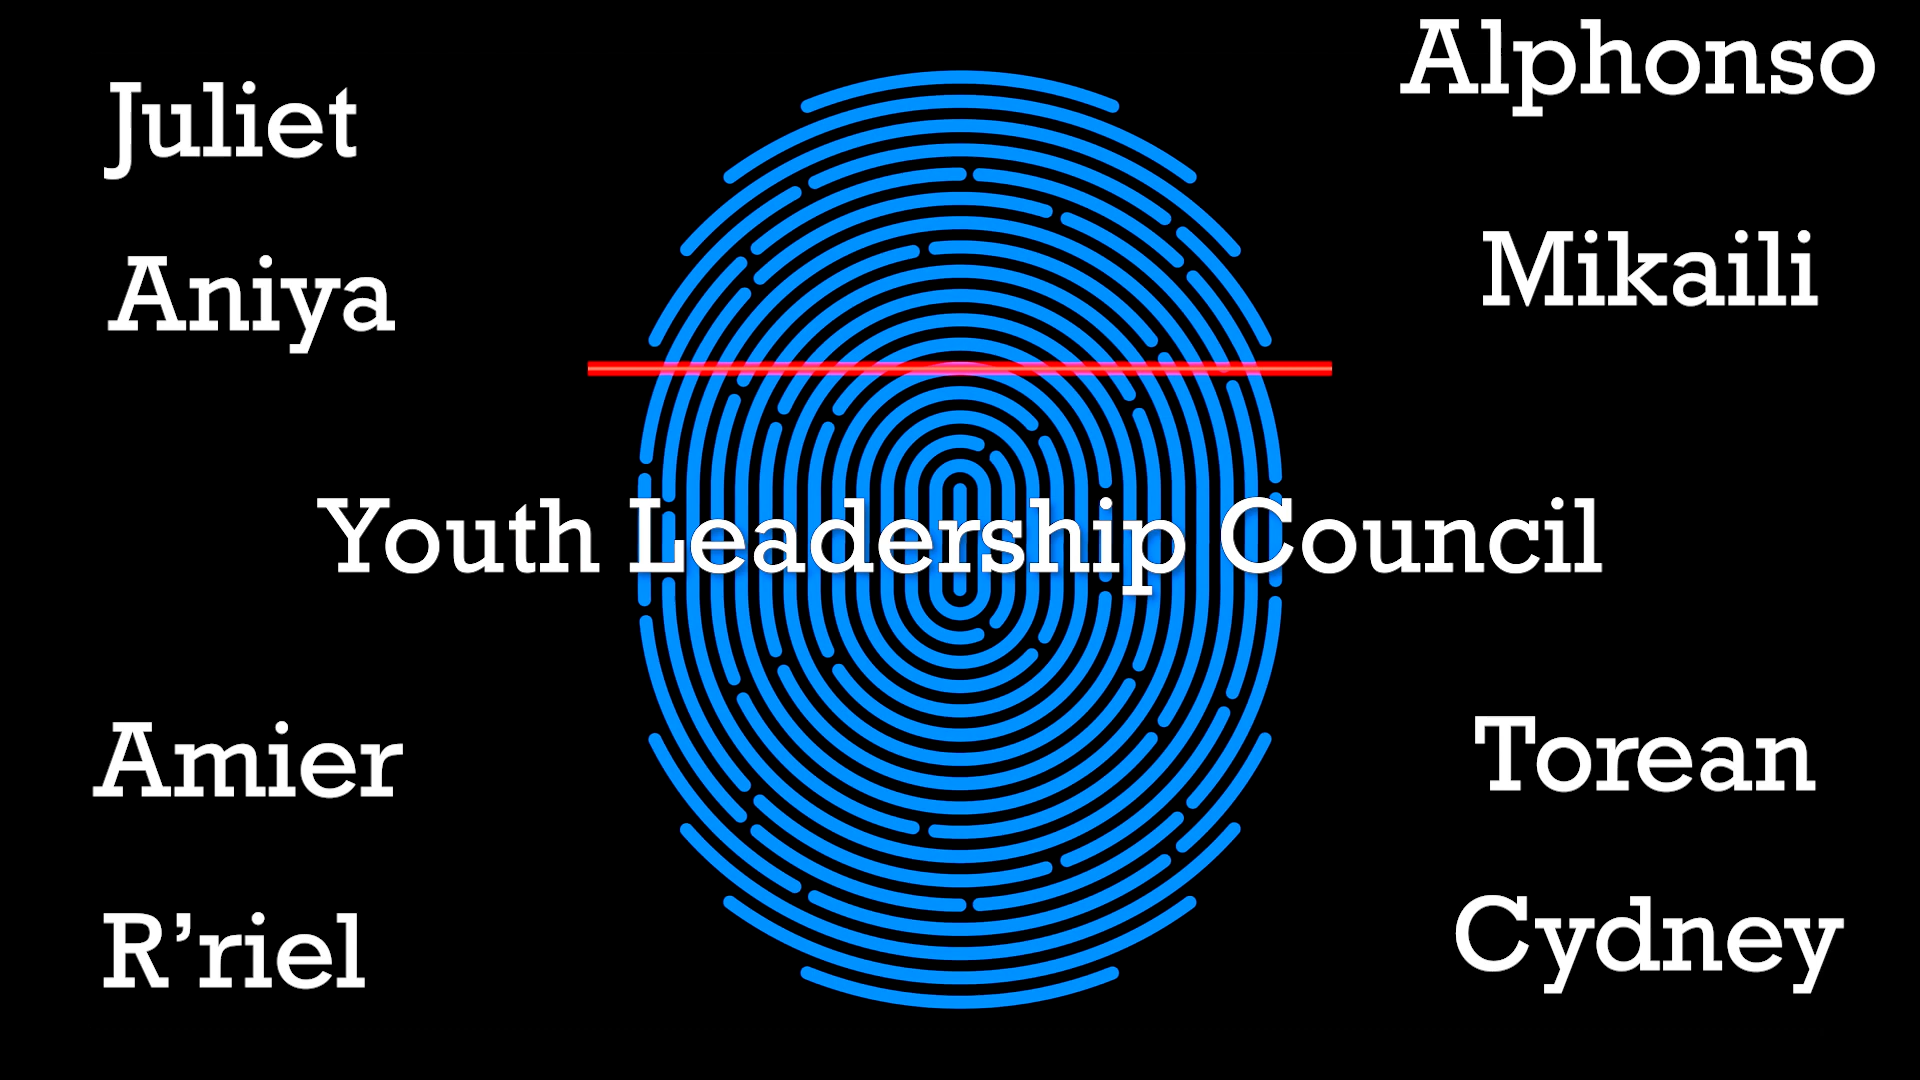 Juliet
Alphonso
Aniya
Mikaili
Youth Leadership Council
Amier
Torean
R’riel
Cydney